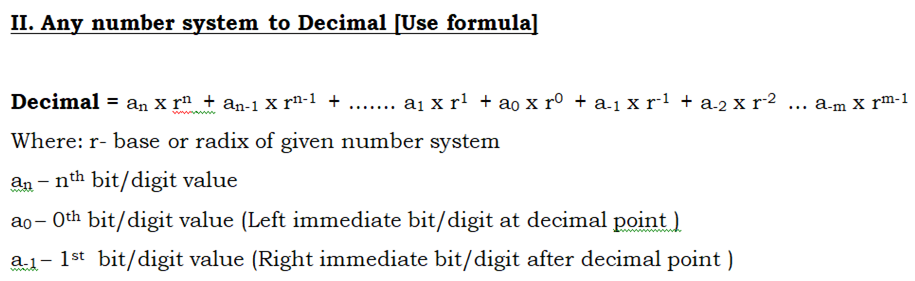 II. Any number system to Decimal [Use formula]
Decimal = aₙ x rⁿ + aₙ₋₁ x rⁿ⁻¹ + ....... a₁ x r¹ + a₀ x r⁰ + a₋₁ x r⁻¹ + a₋₂ x r⁻² ... a₋ₘ x rᵐ⁻¹
Where: r- base or radix of given number system
aₙ – nᵗʰ bit/digit value
a₀ – 0ᵗʰ bit/digit value (Left immediate bit/digit at decimal point )
a₋₁ – 1ˢᵗ bit/digit value (Right immediate bit/digit after decimal point )